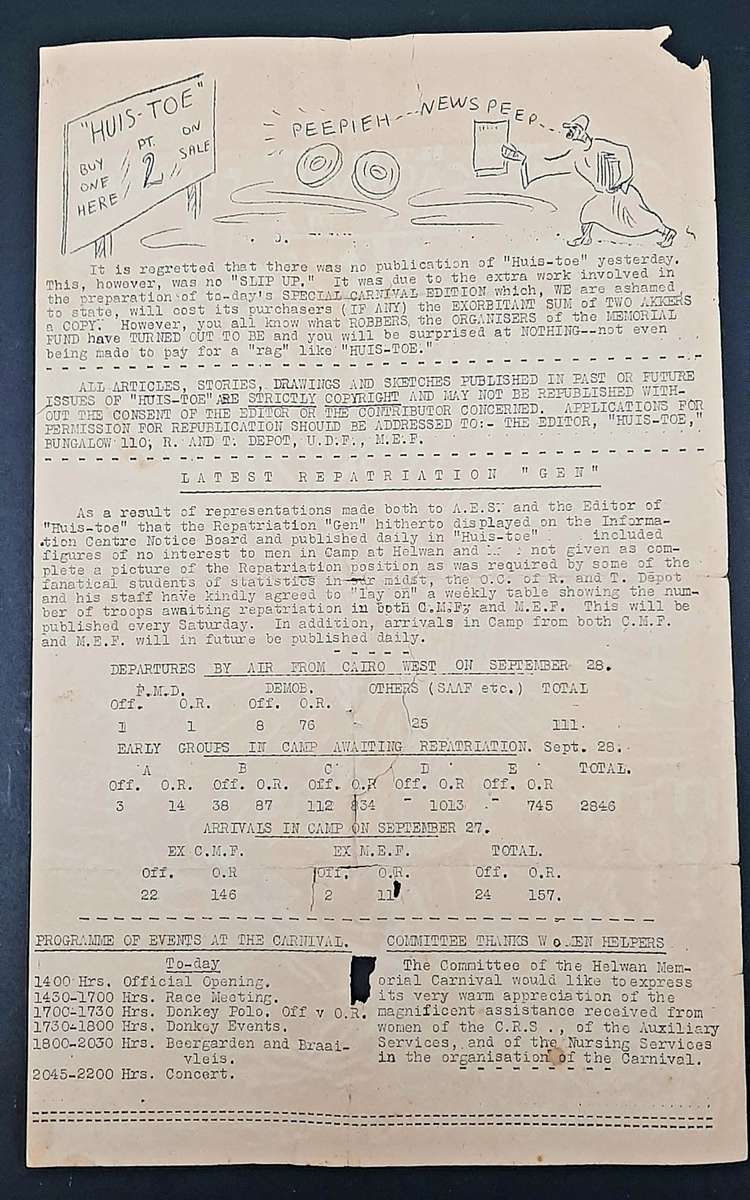 "HUIS-TOE"
BUY ONE HERE // PT. 2 // ON SALE
PEEPIEH---NEWSPEEP---
It is regretted that there was no publication of "Huis-toe" yesterday.
This, however, was no "SLIP UP." It was due to the extra work involved in
the preparation of to-day's SPECIAL CARNIVAL EDITION which, WE are ashamed
to state, will cost its purchasers (IF ANY) the EXORBITANT SUM of TWO AKKERS
a COPY. However, you all know what ROBBERS the ORGANISERS of the MEMORIAL
FUND have TURNED OUT TO BE and you will be surprised at NOTHING--not even
being made to pay for a "rag" like "HUIS-TOE."
ALL ARTICLES, STORIES, DRAWINGS AND SKETCHES PUBLISHED IN PAST OR FUTURE
ISSUES OF "HUIS-TOE" ARE STRICTLY COPYRIGHT AND MAY NOT BE REPUBLISHED WITH-
OUT THE CONSENT OF THE EDITOR OR THE CONTRIBUTOR CONCERNED. APPLICATIONS FOR
PERMISSION FOR REPUBLICATION SHOULD BE ADDRESSED TO:- THE EDITOR, "HUIS-TOE,"
BUNGALOW 110, R. AND T. DEPOT, U.D.F., M.E.F.
LATEST REPATRIATION "GEN"
As a result of representations made both to A.E.S. and the Editor of
"Huis-toe" that the Repatriation "Gen" hitherto displayed on the Informa-
tion Centre Notice Board and published daily in "Huis-toe" included
figures of no interest to men in Camp at Helwan and not given as com-
plete a picture of the Repatriation position as was required by some of the
fanatical students of statistics in our midst, the O.C. of R. and T. Depot
and his staff have kindly agreed to "lay on" a weekly table showing the num-
ber of troops awaiting repatriation in both C.M.F. and M.E.F. This will be
published every Saturday. In addition, arrivals in Camp from both C.M.F.
and M.E.F. will in future be published daily.
DEPARTURES BY AIR FROM CAIRO WEST ON SEPTEMBER 28.
P.M.D. DEMOB. OTHERS (SAAF etc.) TOTAL
Off. O.R. Off. O.R.
1 1 8 76 - 25 111.
EARLY GROUPS IN CAMP AWAITING REPATRIATION. Sept. 28.
A B C D E TOTAL.
Off. O.R. Off. O.R. Off. O.R Off. O.R Off. O.R
3 14 38 87 112 834 - 1013 - 745 2846
ARRIVALS IN CAMP ON SEPTEMBER 27.
EX C.M.F. EX M.E.F. TOTAL.
Off. O.R Off. O.R. Off. O.R.
22 146 2 11 24 157.
PROGRAMME OF EVENTS AT THE CARNIVAL.
To-day
1400 Hrs. Official Opening.
1430-1700 Hrs. Race Meeting.
1700-1730 Hrs. Donkey Polo. Off v O.R.
1730-1800 Hrs. Donkey Events.
1800-2030 Hrs. Beergarden and Braai-
vleis.
2045-2200 Hrs. Concert.
COMMITTEE THANKS WOMEN HELPERS
The Committee of the Helwan Mem-
orial Carnival would like to express
its very warm appreciation of the
magnificent assistance received from
women of the C.R.S ., of the Auxiliary
Services, and of the Nursing Services
in the organisation of the Carnival.